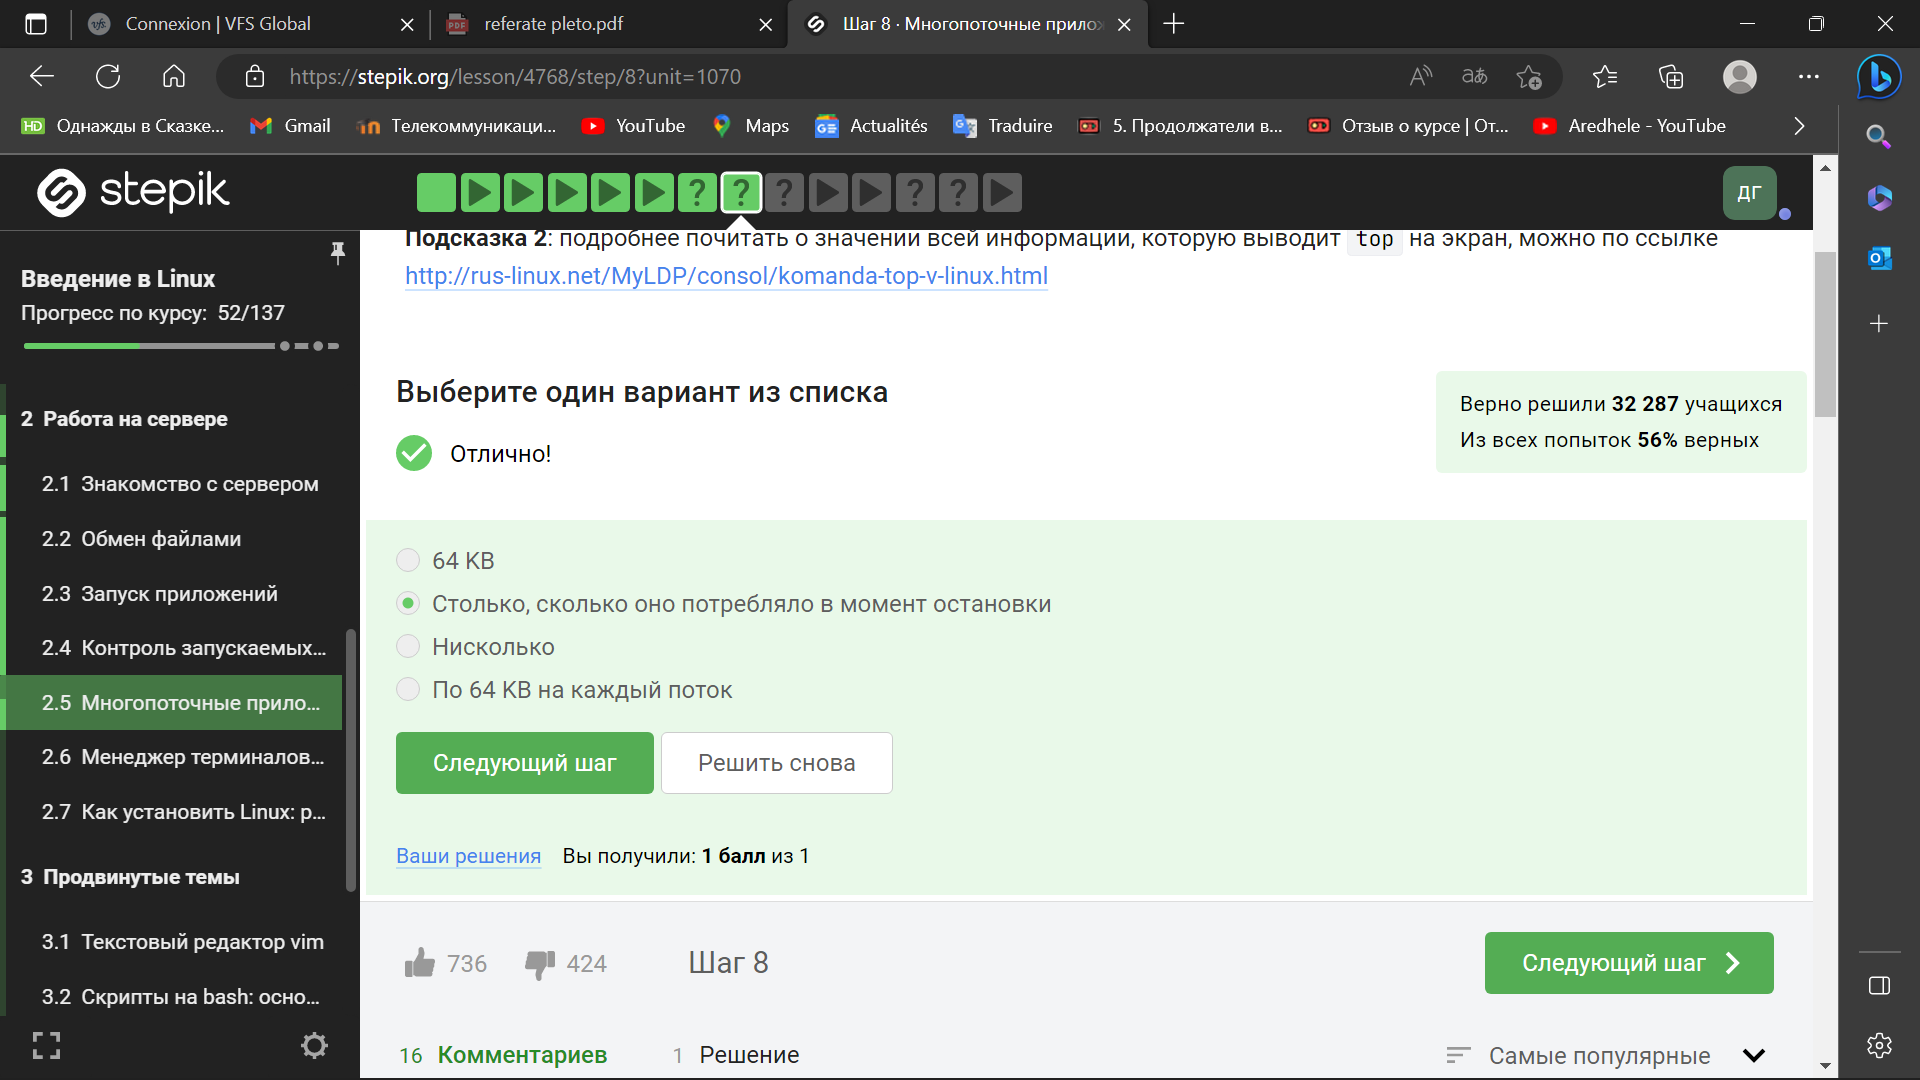 Connexion | VFS Global
referate pleto.pdf
Шаг 8 · Многопоточные прилож
https://stepik.org/lesson/4768/step/8?unit=1070
Однажды в Сказке...
Gmail
Телекоммуникаци...
YouTube
Maps
Actualités
Traduire
5. Продолжатели в...
Отзыв о курсе | От...
Aredhele - YouTube
stepik
ДГ
Введение в Linux
Прогресс по курсу: 52/137
2 Работа на сервере
2.1 Знакомство с сервером
2.2 Обмен файлами
2.3 Запуск приложений
2.4 Контроль запускаемых...
2.5 Многопоточные прило...
2.6 Менеджер терминалов...
2.7 Как установить Linux: р...
3 Продвинутые темы
3.1 Текстовый редактор vim
3.2 Скрипты на bash: осно...
Подсказка 2: подробнее почитать о значении всей информации, которую выводит top на экран, можно по ссылке
http://rus-linux.net/MyLDP/consol/komanda-top-v-linux.html
Выберите один вариант из списка
Отлично!
Верно решили 32 287 учащихся
Из всех попыток 56% верных
64 KB
Столько, сколько оно потребляло в момент остановки
Нисколько
По 64 KB на каждый поток
Следующий шаг
Решить снова
Ваши решения
Вы получили: 1 балл из 1
736
424
Шаг 8
Следующий шаг
16 Комментариев
1 Решение
Самые популярные